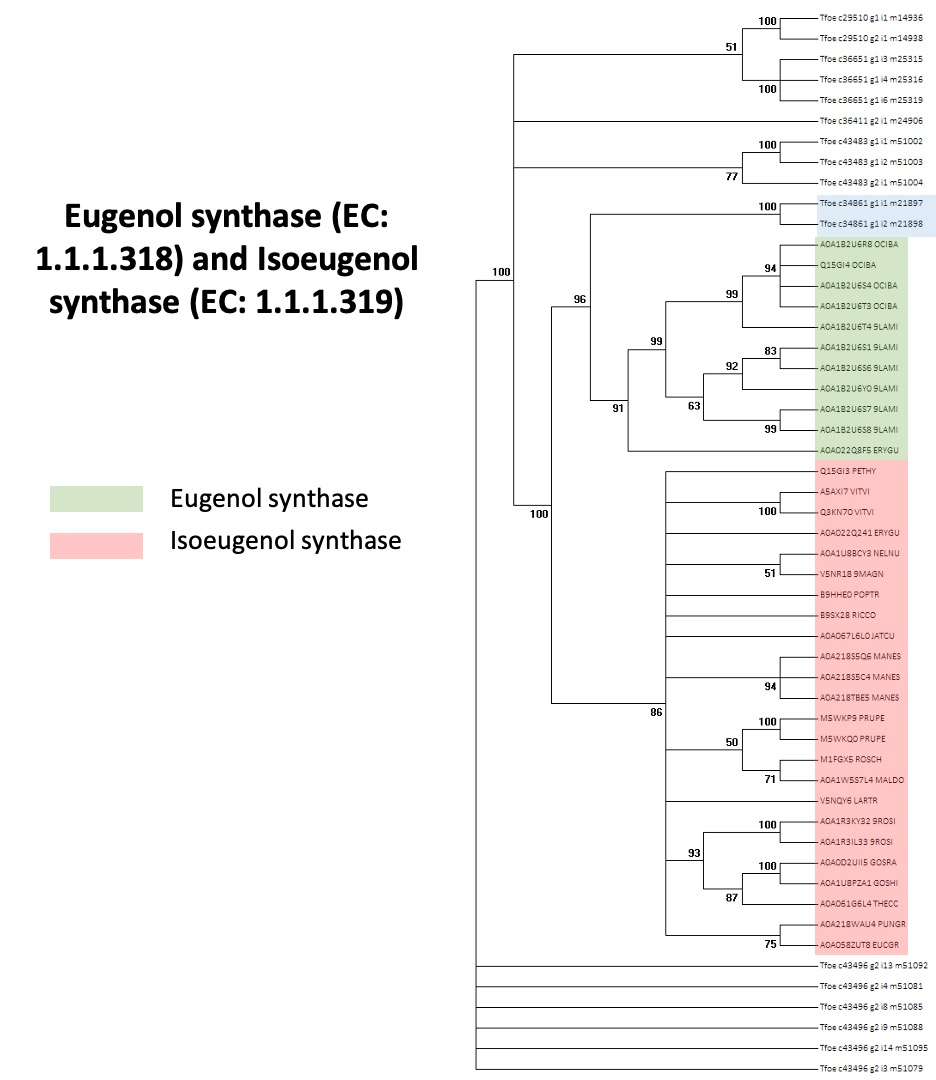 Eugenol synthase (EC:
1.1.1.318) and Isoeugenol
synthase (EC: 1.1.1.319)
Eugenol synthase
Isoeugenol synthase
100
51
100
100
77
100
100
96
94
99
99
83
92
63
91
99
100
100
51
94
86
100
50
71
100
93
100
87
75
Tfoe c29510 g1 i1 m14936
Tfoe c29510 g2 i1 m14938
Tfoe c36651 g1 i3 m25315
Tfoe c36651 g1 i4 m25316
Tfoe c36651 g1 i6 m25319
Tfoe c36411 g2 i1 m24906
Tfoe c43483 g1 i1 m51002
Tfoe c43483 g1 i2 m51003
Tfoe c43483 g2 i1 m51004
Tfoe c34861 g1 i1 m21897
Tfoe c34861 g1 i2 m21898
A0A1B2U6R8 OCIBA
Q15GI4 OCIBA
A0A1B2U6S4 OCIBA
A0A1B2U6T3 OCIBA
A0A1B2U6T4 9LAMI
A0A1B2U6S1 9LAMI
A0A1B2U6S6 9LAMI
A0A1B2U6Y0 9LAMI
A0A1B2U6S7 9LAMI
A0A1B2U6S8 9LAMI
A0A022Q8F5 ERYGU
Q15GI3 PETHY
A5AXI7 VITVI
Q3KN70 VITVI
A0A022Q241 ERYGU
A0A1U8BCY3 NELNU
V5NR18 9MAGN
B9HHE0 POPTR
B9SX28 RICCO
A0A067L6L0 JATCU
A0A218S5Q6 MANES
A0A218S5C4 MANES
A0A218TBE5 MANES
M5WKP9 PRUPE
M5WKQ0 PRUPE
M1FGX5 ROSCH
A0A1W5S7L4 MALDO
V5NQY6 LARTR
A0A1R3KY32 9ROSI
A0A1R3IL33 9ROSI
A0A0D2UII5 GOSRA
A0A1U8PZA1 GOSHI
A0A061G6L4 THECC
A0A218WAU4 PUNGR
A0A058ZUT8 EUCGR
Tfoe c43496 g2 i13 m51092
Tfoe c43496 g2 i4 m51081
Tfoe c43496 g2 i8 m51085
Tfoe c43496 g2 i9 m51088
Tfoe c43496 g2 i14 m51095
Tfoe c43496 g2 i3 m51079